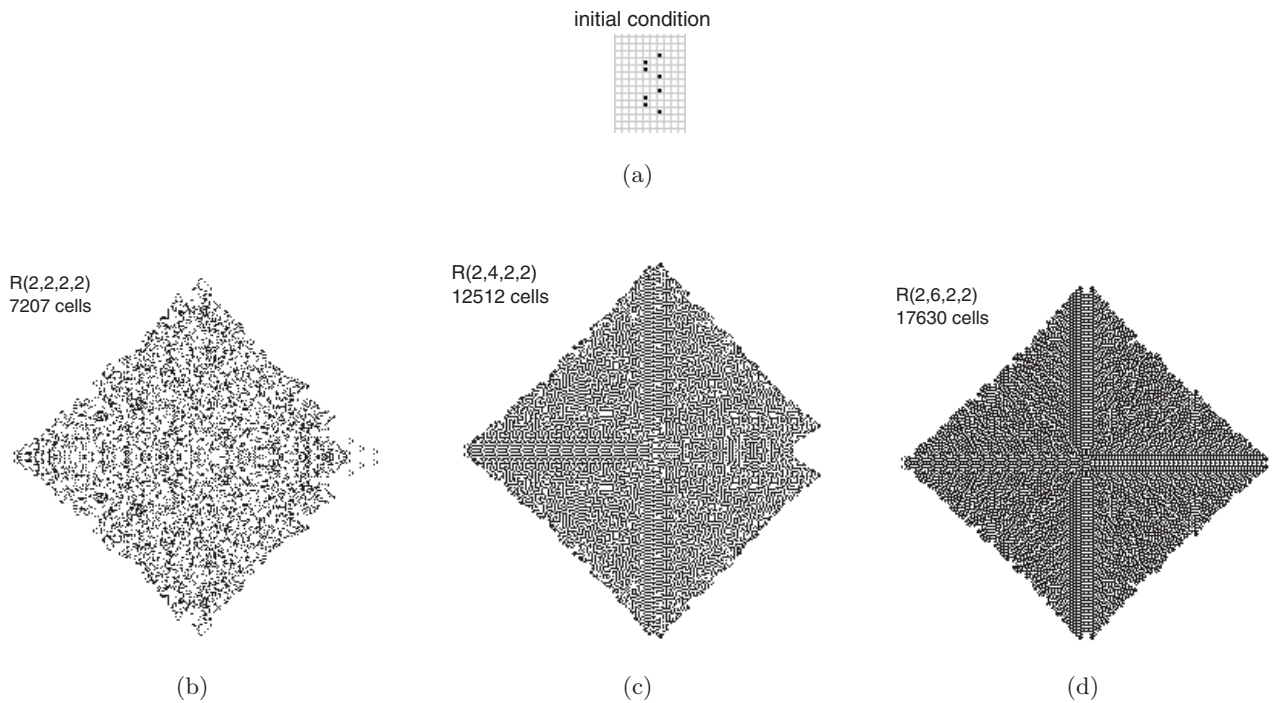 initial condition
(a)
R(2,2,2,2)
7207 cells
R(2,4,2,2)
12512 cells
R(2,6,2,2)
17630 cells
(b)
(c)
(d)